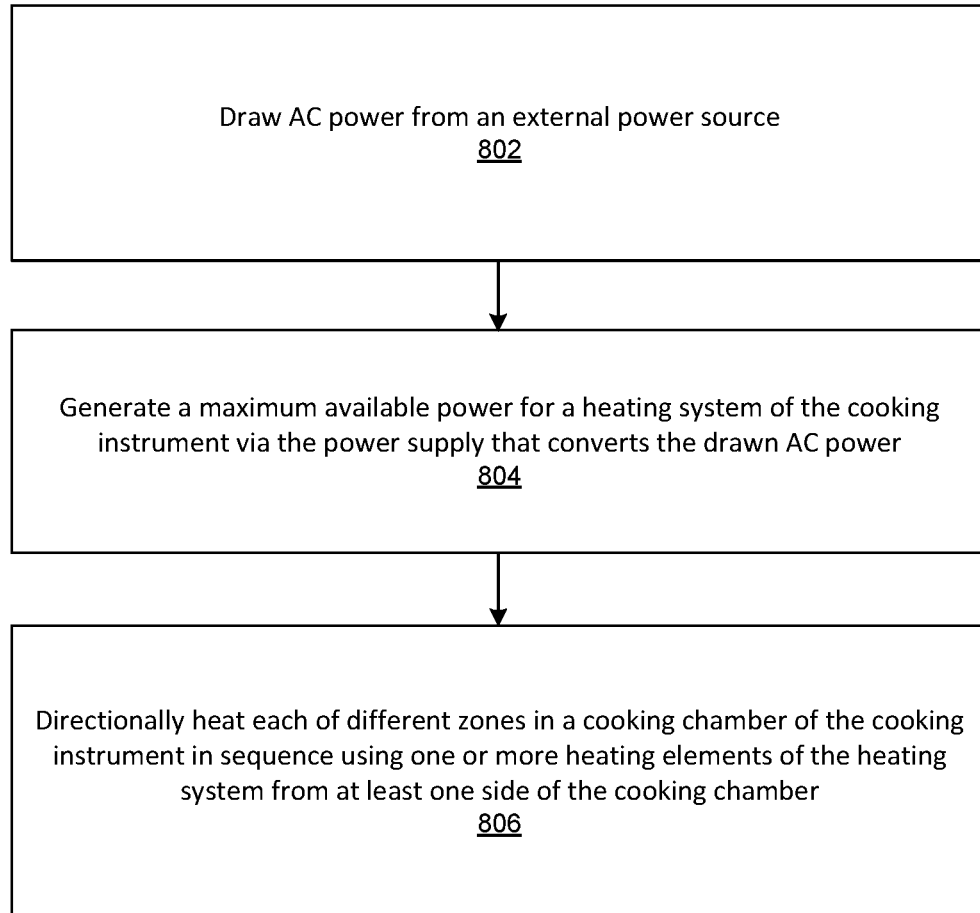 Draw AC power from an external power source
802
Generate a maximum available power for a heating system of the cooking
instrument via the power supply that converts the drawn AC power
804
Directionally heat each of different zones in a cooking chamber of the cooking
instrument in sequence using one or more heating elements of the heating
system from at least one side of the cooking chamber
806